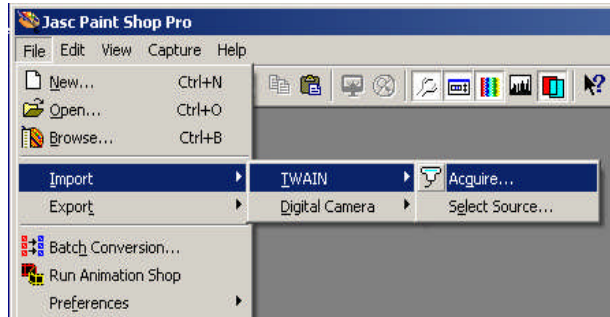 Jasc Paint Shop Pro
File Edit View Capture Help
New... Ctrl+N
Open... Ctrl+O
Browse... Ctrl+B
Import TWAIN Acquire...
Export Digital Camera Select Source...
Batch Conversion...
Run Animation Shop
Preferences